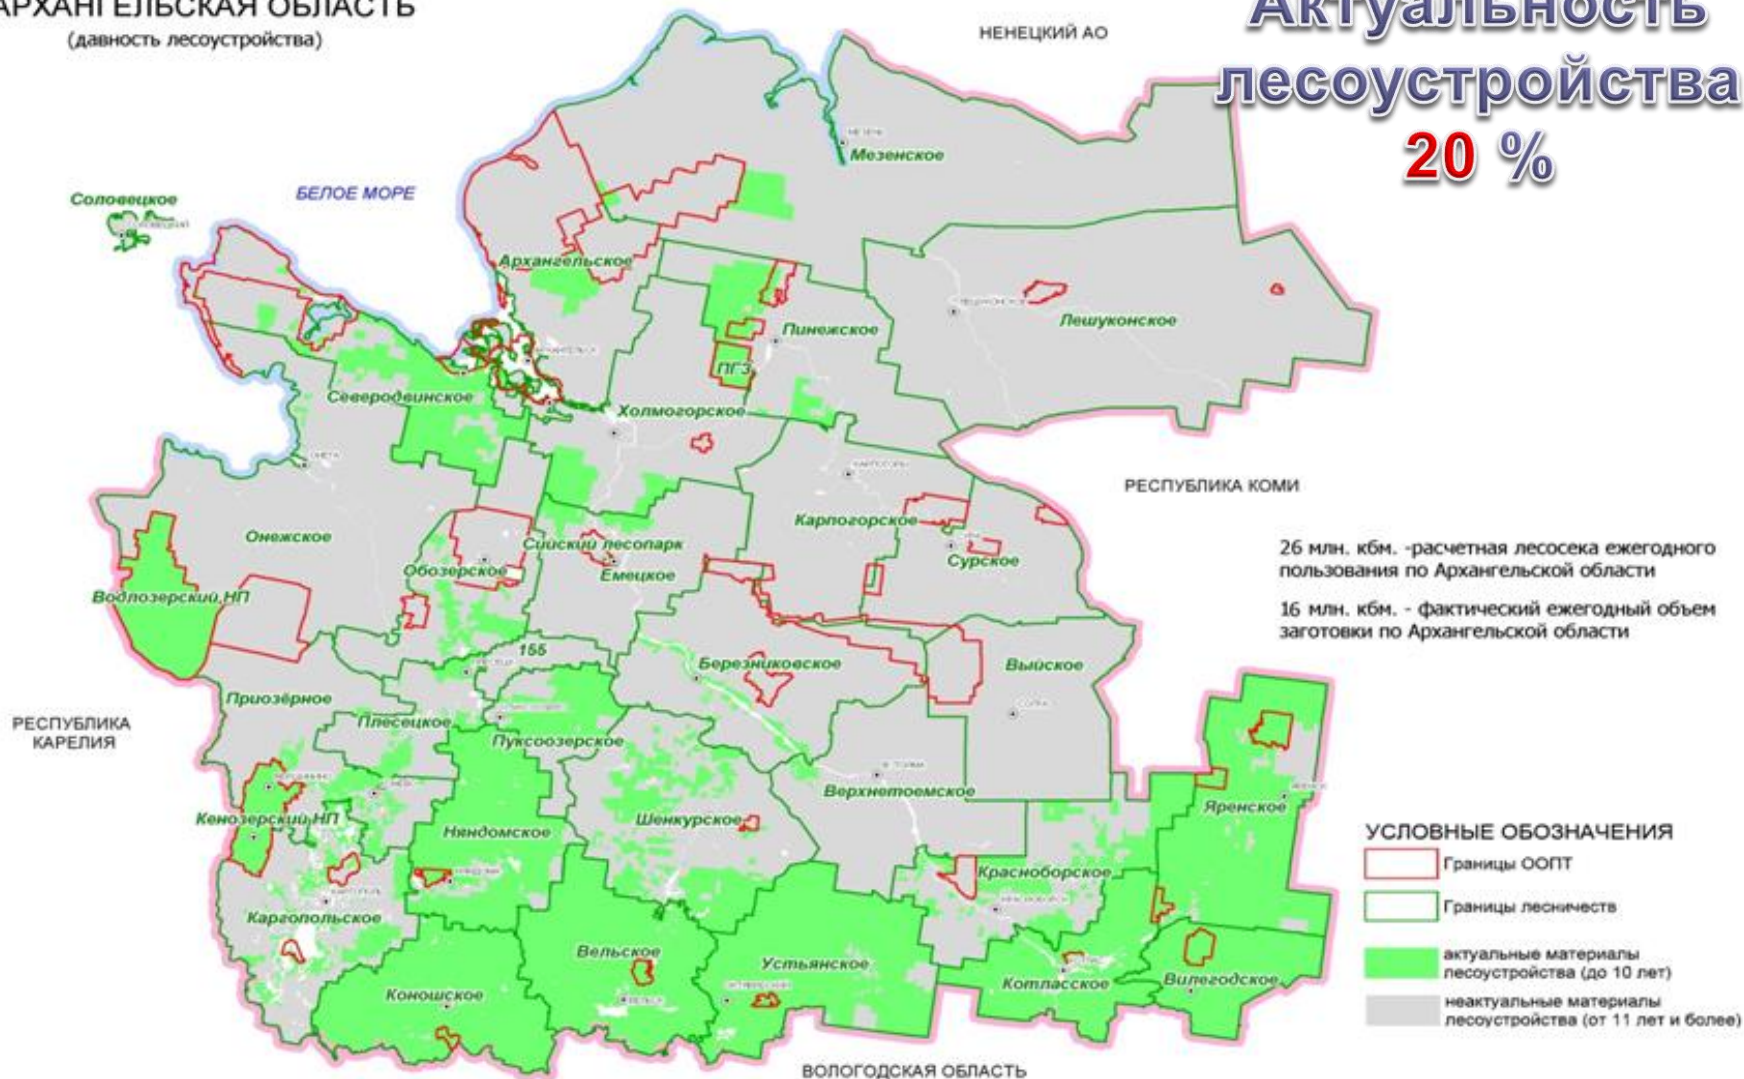 АРХАНГЕЛЬСКАЯ ОБЛАСТЬ
(давность лесоустройства)
НЕНЕЦКИЙ АО
Актуальность
лесоустройства
20 %
МЕЗЕНЬ
Мезенское
Соловецкое
БЕЛОЕ МОРЕ
Архангельское
Лешуконское
Пинежское
ПГЗ
Северодвинское
Холмогорское
ОНЕГА
КАРПОГОРЫ
РЕСПУБЛИКА КОМИ
Карпогорское
Онежское
Сийский лесопарк
Обозерское
Емецкое
Сурское
26 млн. кбм. -расчетная лесосека ежегодного
пользования по Архангельской области
Водлозерский НП
16 млн. кбм. - фактический ежегодный объем
заготовки по Архангельской области
155
Березниковское
Выйское
Приозёрное
РЕСПУБЛИКА
КАРЕЛИЯ
Плесецкое
Пуксоозерское
Верхнетоемское
Яренское
Кенозерский НП
Няндомское
Шенкурское
УСЛОВНЫЕ ОБОЗНАЧЕНИЯ
Границы ООПТ
Красноборское
Каргопольское
Границы лесничеств
Вельское
Устьянское
актуальные материалы
лесоустройства (до 10 лет)
Коношское
Котласское
Вилегодское
неактуальные материалы
лесоустройства (от 11 лет и более)
ВОЛОГОДСКАЯ ОБЛАСТЬ